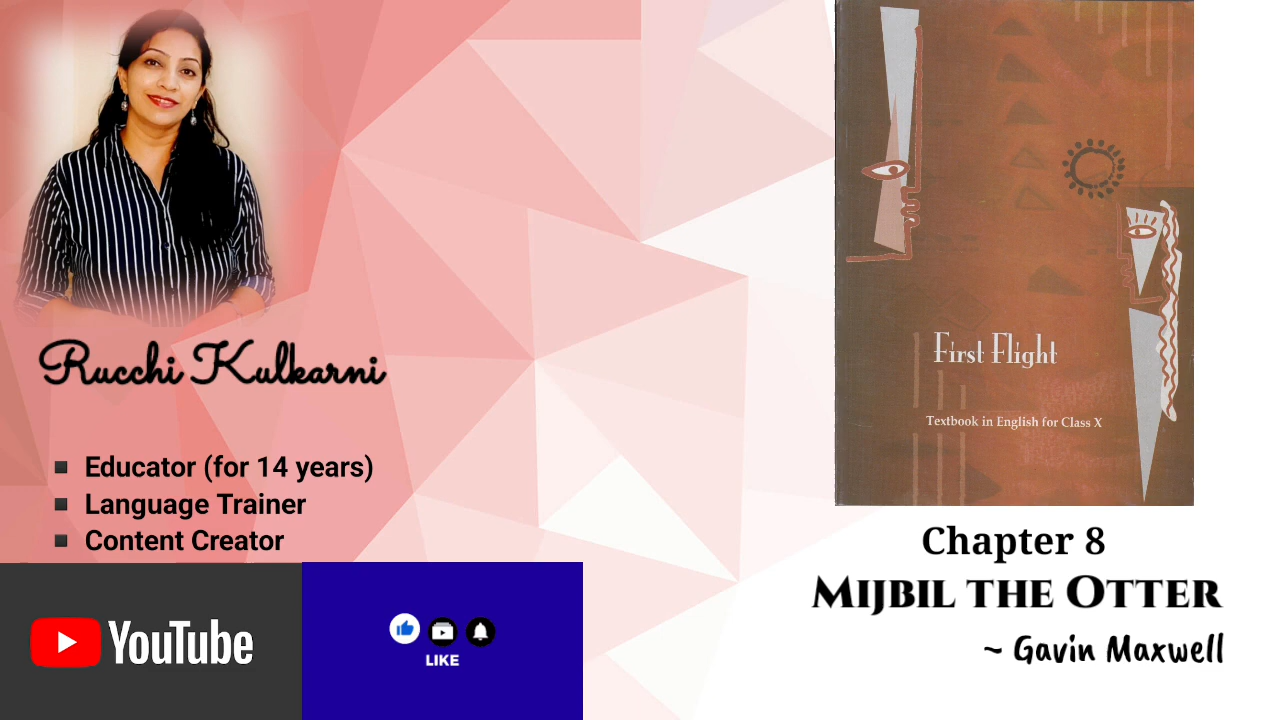 Rucchi Kulkarni
▪ Educator (for 14 years)
▪ Language Trainer
▪ Content Creator
YouTube
LIKE
First Flight
Textbook in English for Class X
Chapter 8
Mijbil the Otter
~ Gavin Maxwell